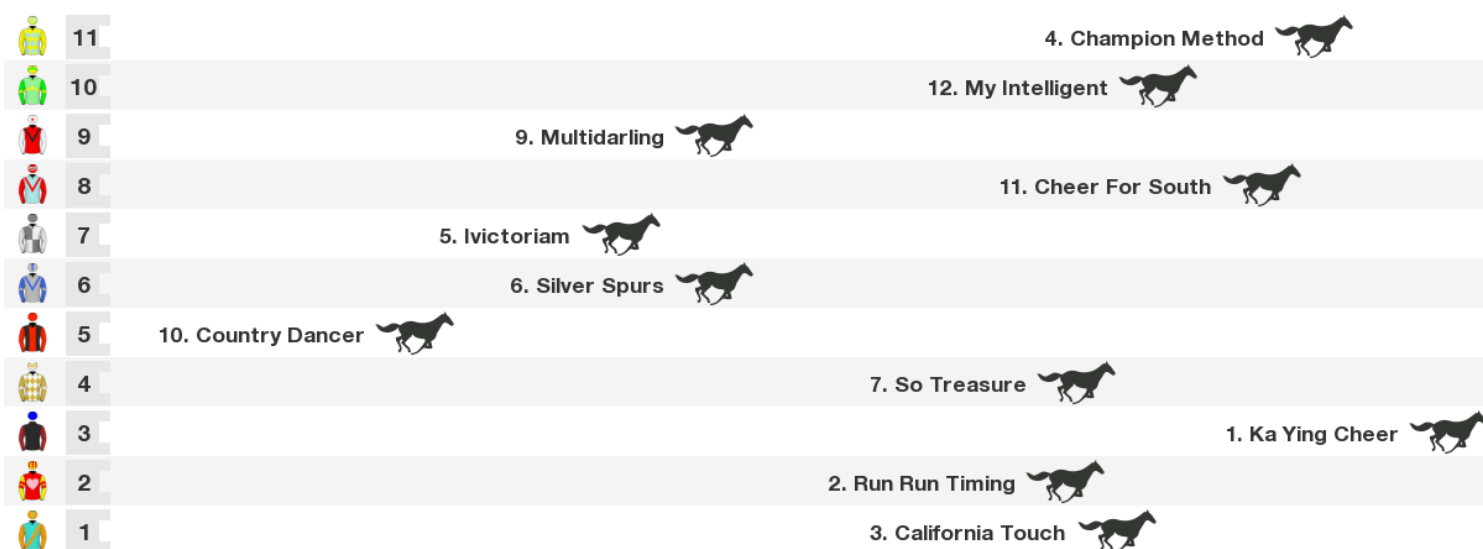 11 4. Champion Method
10 12. My Intelligent
9 9. Multidarling
8 11. Cheer For South
7 5. Ivictoriam
6 6. Silver Spurs
5 10. Country Dancer
4 7. So Treasure
3 1. Ka Ying Cheer
2 2. Run Run Timing
1 3. California Touch